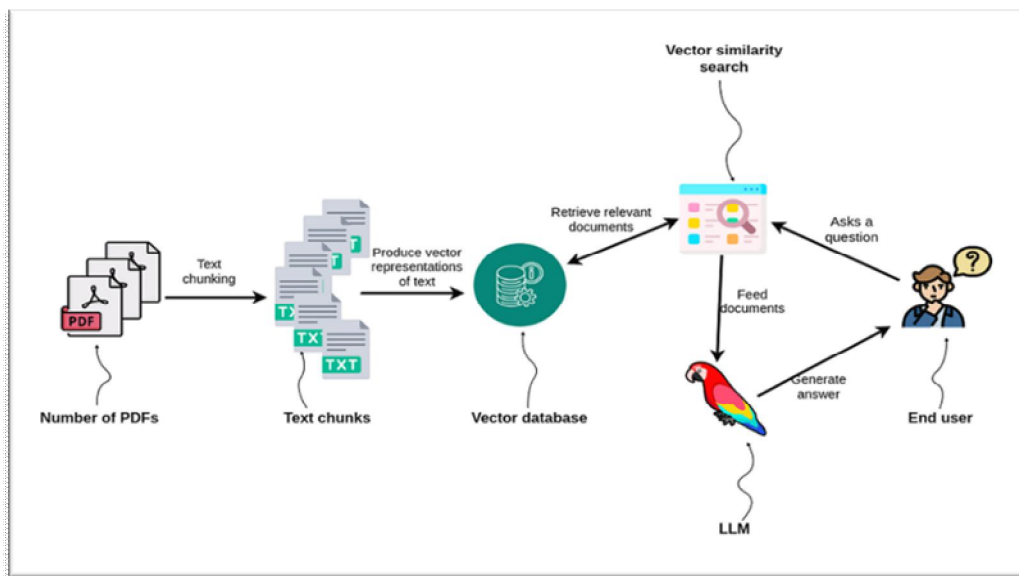 Vector similarity
search
Retrieve relevant
documents
Asks a
question
Text
chunking
Produce vector
representations
of text
Feed
documents
PDF
TXT
TXT
Generate
answer
Number of PDFs
Text chunks
Vector database
End user
LLM